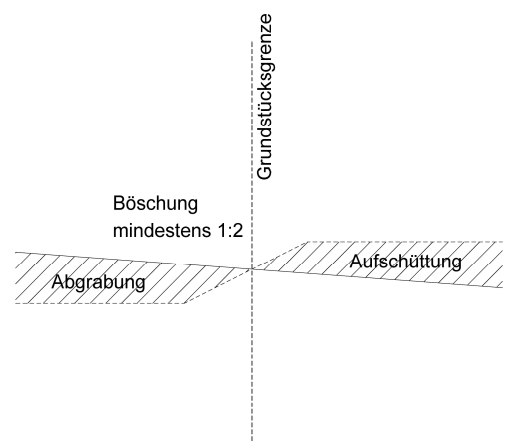 Grundstücksgrenze
Böschung
mindestens 1:2
Aufschüttung
Abgrabung